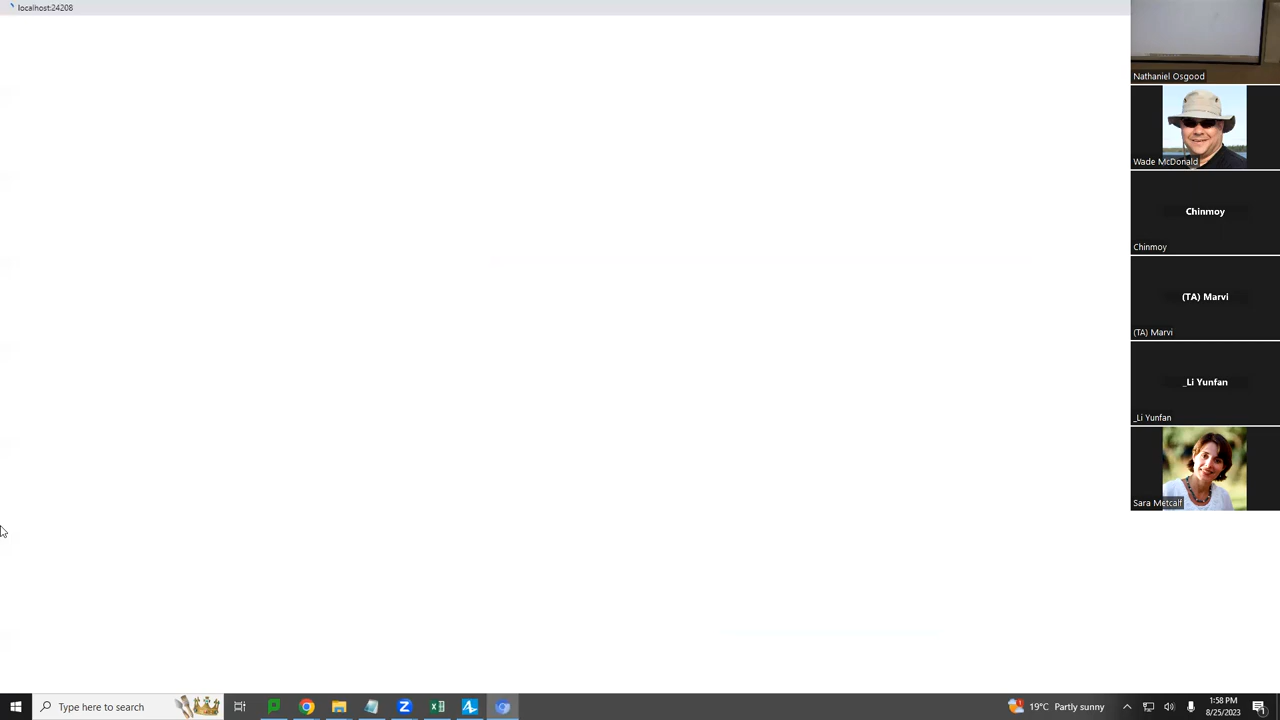 localhost:24208
Nathaniel Osgood
Wade McDonald
Chinmoy
Chinmoy
(TA) Marvi
(TA) Marvi
_Li Yunfan
_Li Yunfan
Sara Metcalf
Type here to search
19°C Partly sunny
1:58 PM
8/25/2023
1